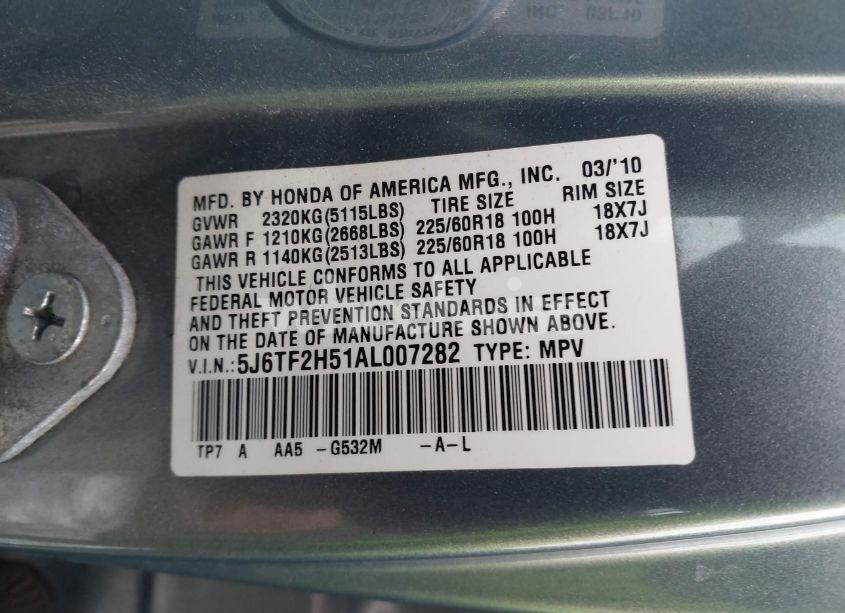 MFD. BY HONDA OF AMERICA MFG., INC. 03/'10
GVWR 2320KG(5115LBS) TIRE SIZE RIM SIZE
GAWR F 1210KG(2668LBS) 225/60R18 100H 18X7J
GAWR R 1140KG(2513LBS) 225/60R18 100H 18X7J
THIS VEHICLE CONFORMS TO ALL APPLICABLE
FEDERAL MOTOR VEHICLE SAFETY
AND THEFT PREVENTION STANDARDS IN EFFECT
ON THE DATE OF MANUFACTURE SHOWN ABOVE.
V.I.N.:5J6TF2H51AL007282 TYPE: MPV
TP7 A AA5 -G532M -A-L